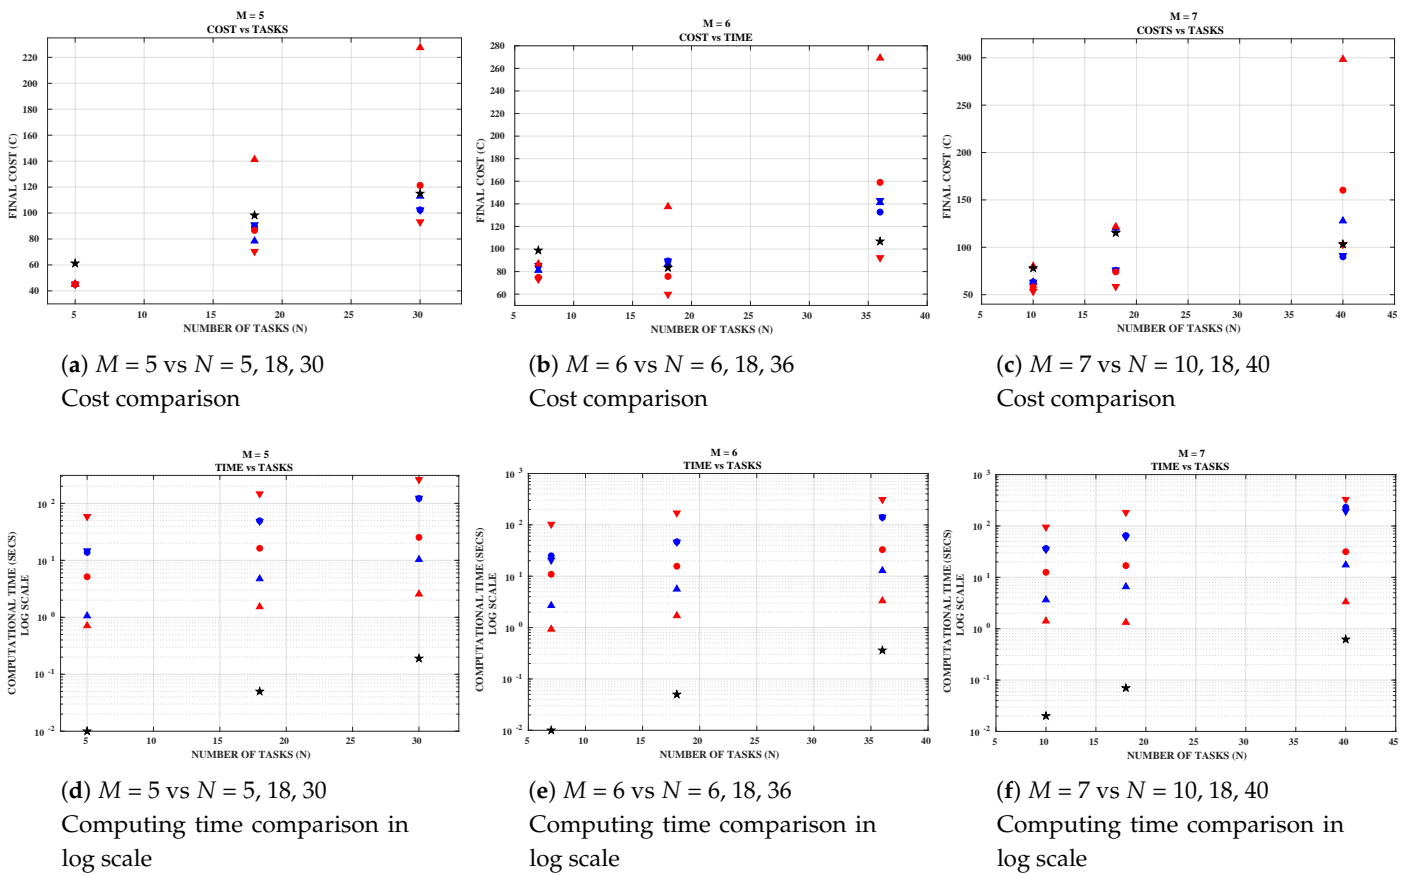 M = 5
COST vs TASKS
FINAL COST (C)
220
200
180
160
140
120
100
80
60
40
5
10
15
20
25
30
NUMBER OF TASKS (N)
(a) M = 5 vs N = 5, 18, 30
Cost comparison
M = 6
COST vs TIME
FINAL COST (C)
280
260
240
220
200
180
160
140
120
100
80
60
5
10
15
20
25
30
35
40
NUMBER OF TASKS (N)
(b) M = 6 vs N = 6, 18, 36
Cost comparison
M = 7
COSTS vs TASKS
FINAL COST (C)
300
250
200
150
100
50
5
10
15
20
25
30
35
40
45
NUMBER OF TASKS (N)
(c) M = 7 vs N = 10, 18, 40
Cost comparison
M = 5
TIME vs TASKS
COMPUTATIONAL TIME (SECS)
LOG SCALE
10 2
10 1
10 0
10 -1
10 -2
5
10
15
20
25
30
NUMBER OF TASKS (N)
(d) M = 5 vs N = 5, 18, 30
Computing time comparison in
log scale
M = 6
TIME vs TASKS
COMPUTATIONAL TIME (SECS)
LOG SCALE
10 3
10 2
10 1
10 0
10 -1
10 -2
5
10
15
20
25
30
35
40
NUMBER OF TASKS (N)
(e) M = 6 vs N = 6, 18, 36
Computing time comparison in
log scale
M = 7
TIME vs TASKS
COMPUTATIONAL TIME (SECS)
LOG SCALE
10 3
10 2
10 1
10 0
10 -1
10 -2
5
10
15
20
25
30
35
40
45
NUMBER OF TASKS (N)
(f) M = 7 vs N = 10, 18, 40
Computing time comparison in
log scale